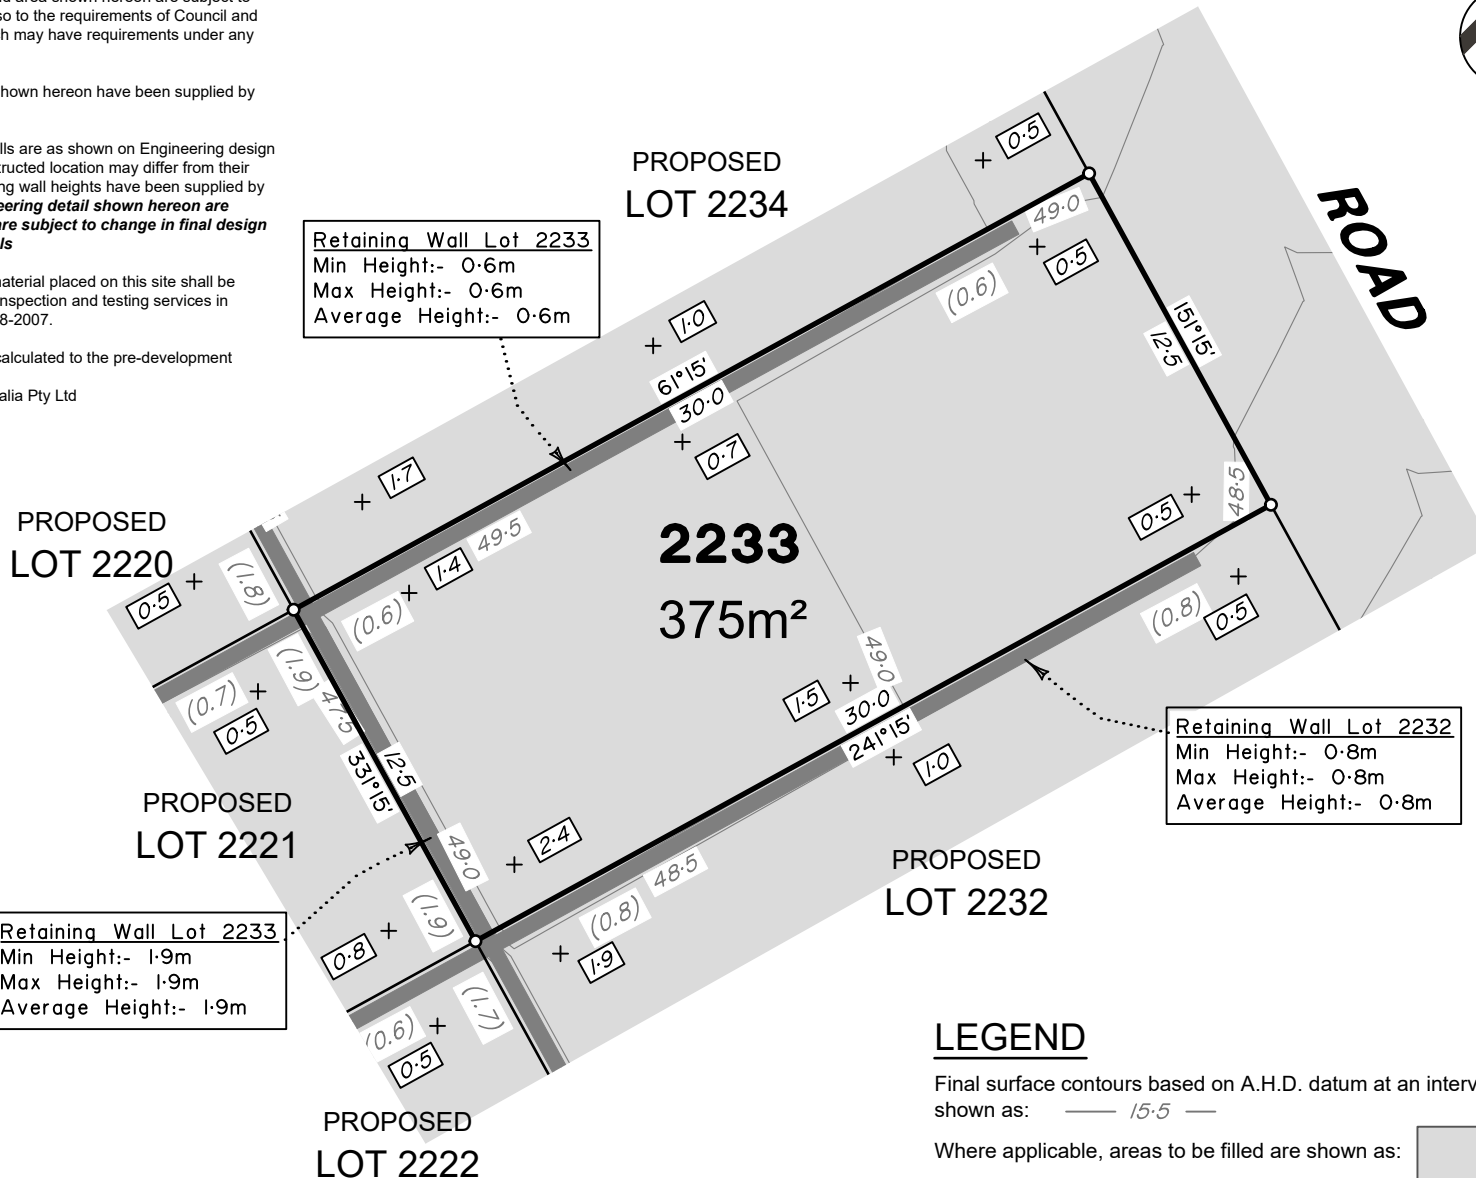 d area shown hereon are subject to
so to the requirements of Council and
h may have requirements under any
hown hereon have been supplied by
lls are as shown on Engineering design
tructed location may differ from their
ng wall heights have been supplied by
eering detail shown hereon are
are subject to change in final design
ls
naterial placed on this site shall be
nspection and testing services in
8-2007.
calculated to the pre-development
alia Pty Ltd
PROPOSED
LOT 2234
ROAD
Retaining Wall Lot 2233
Min Height:- 0·6m
Max Height:- 0·6m
Average Height:- 0·6m
0·5
49·0
0·5
(0.6)
1·0
61°15'
30·0
0·7
151°15'
12·5
1·7
49·5
1·4
(0.6)
PROPOSED
LOT 2220
0·5
(1.8)
2233
375m²
0·5
48·5
(0.8)
0·5
(1.9)
47·5
(0.7)
0·5
12·5
331°15'
49·0
1·5
30·0
241°15'
1·0
49·0
Retaining Wall Lot 2232
Min Height:- 0·8m
Max Height:- 0·8m
Average Height:- 0·8m
PROPOSED
LOT 2221
2·4
48·5
(0.8)
1·9
PROPOSED
LOT 2232
(1.9)
0·8
Retaining Wall Lot 2233
Min Height:- 1·9m
Max Height:- 1·9m
Average Height:- 1·9m
(1.7)
(0.6)
0·5
PROPOSED
LOT 2222
LEGEND
Final surface contours based on A.H.D. datum at an interv
shown as: 15·5
Where applicable, areas to be filled are shown as: